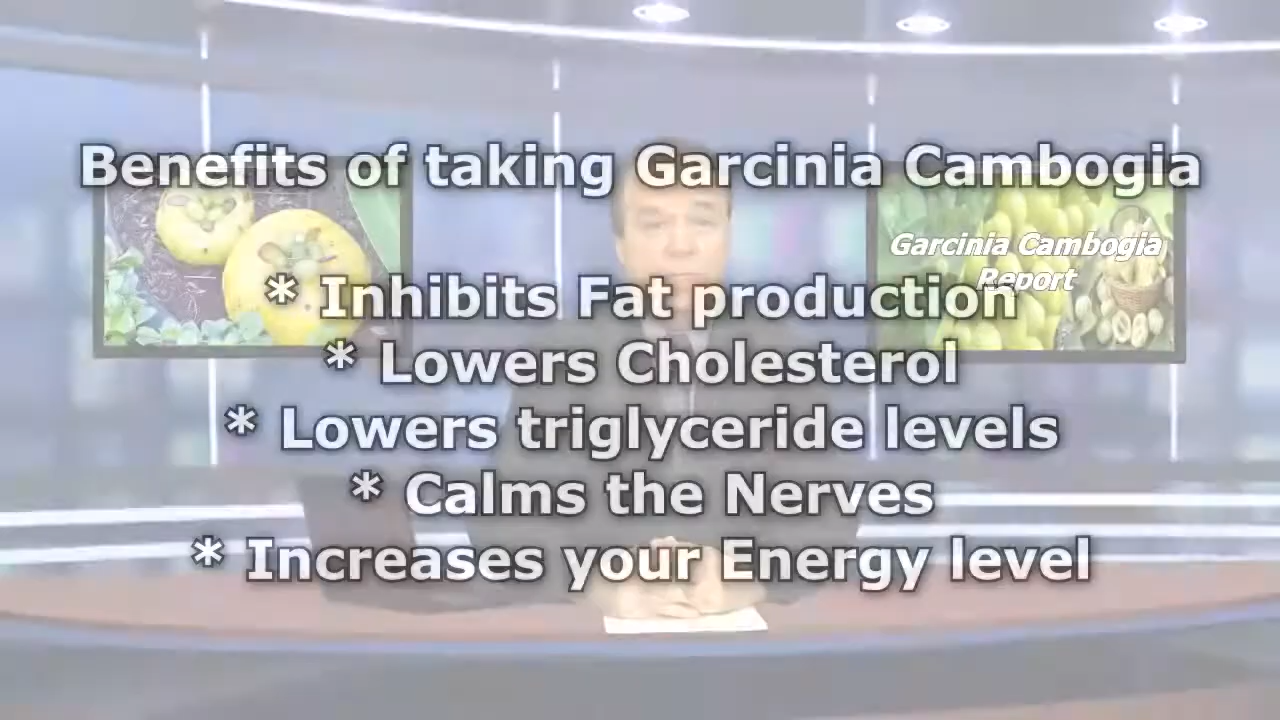 Benefits of taking Garcinia Cambogia
Garcinia Cambogia
Report
* Inhibits Fat production
* Lowers Cholesterol
* Lowers triglyceride levels
* Calms the Nerves
* Increases your Energy level